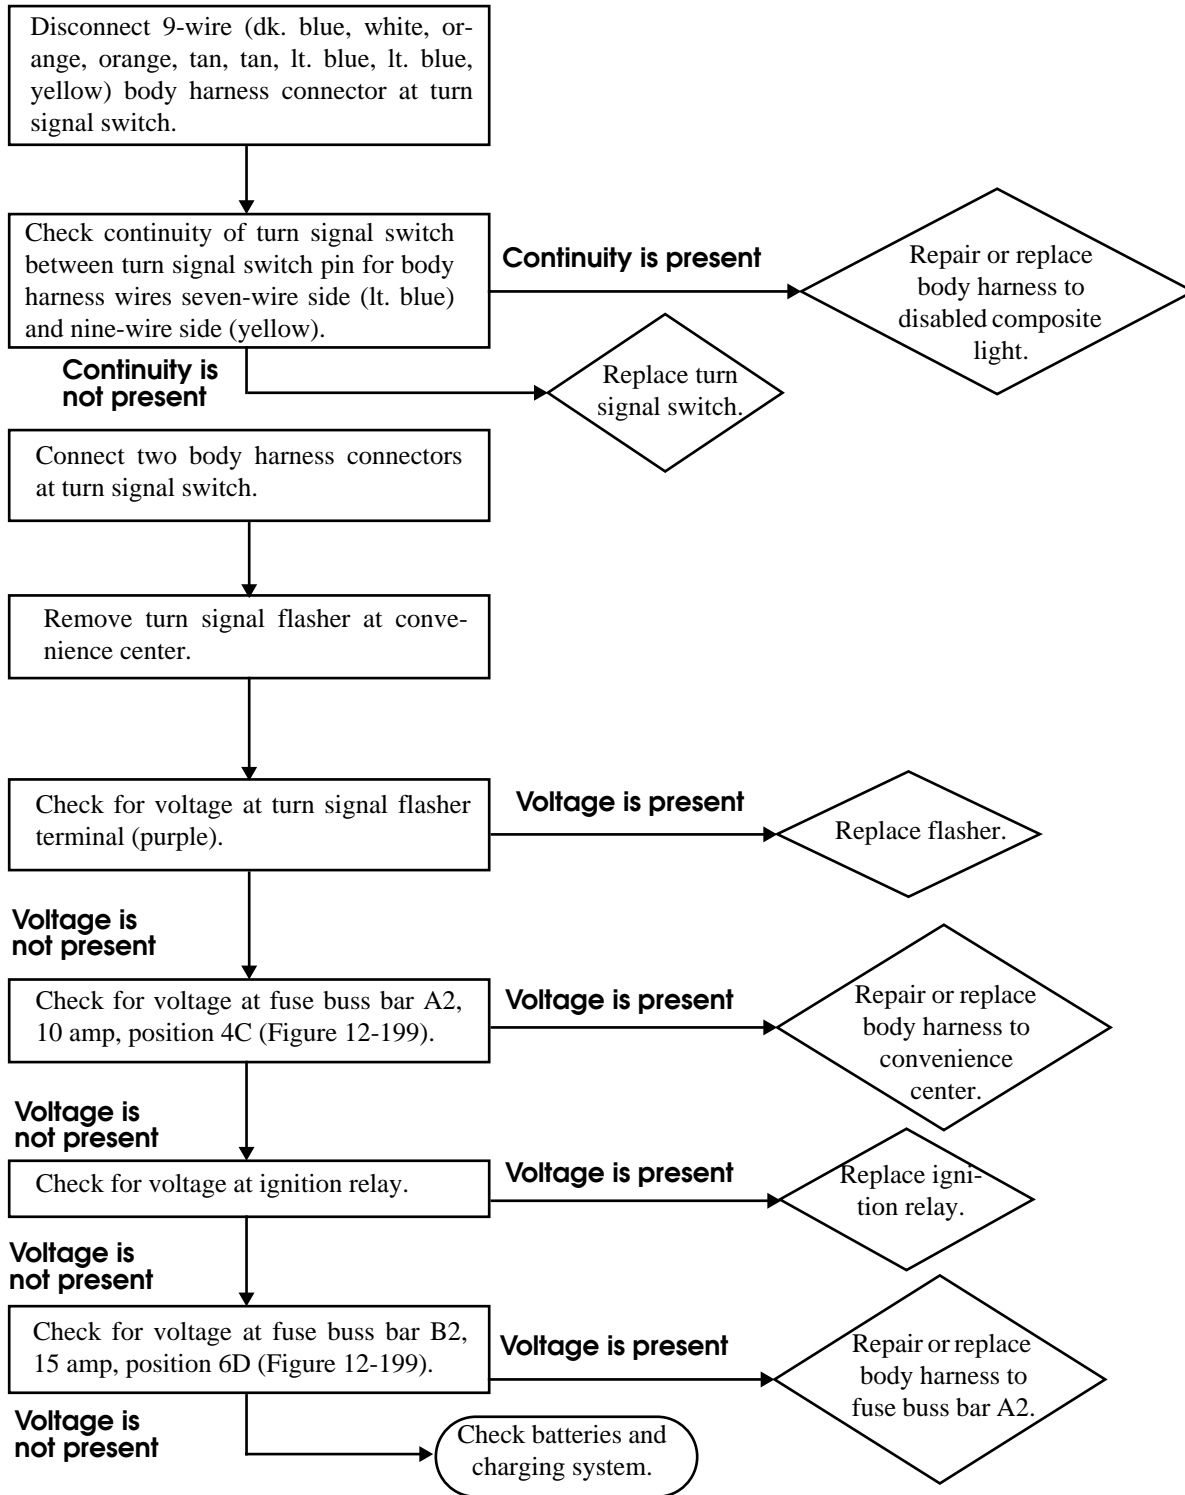 Disconnect 9-wire (dk. blue, white, or-
ange, orange, tan, tan, lt. blue, lt. blue,
yellow) body harness connector at turn
signal switch.
Check continuity of turn signal switch
between turn signal switch pin for body
harness wires seven-wire side (lt. blue)
and nine-wire side (yellow).
Continuity is present
Repair or replace
body harness to
disabled composite
light.
Continuity is
not present
Replace turn
signal switch.
Connect two body harness connectors
at turn signal switch.
Remove turn signal flasher at conve-
nience center.
Check for voltage at turn signal flasher
terminal (purple).
Voltage is present
Replace flasher.
Voltage is
not present
Check for voltage at fuse buss bar A2,
10 amp, position 4C (Figure 12-199).
Voltage is present
Repair or replace
body harness to
convenience
center.
Voltage is
not present
Check for voltage at ignition relay.
Voltage is present
Replace igni-
tion relay.
Voltage is
not present
Check for voltage at fuse buss bar B2,
15 amp, position 6D (Figure 12-199).
Voltage is present
Repair or replace
body harness to
fuse buss bar A2.
Voltage is
not present
Check batteries and
charging system.